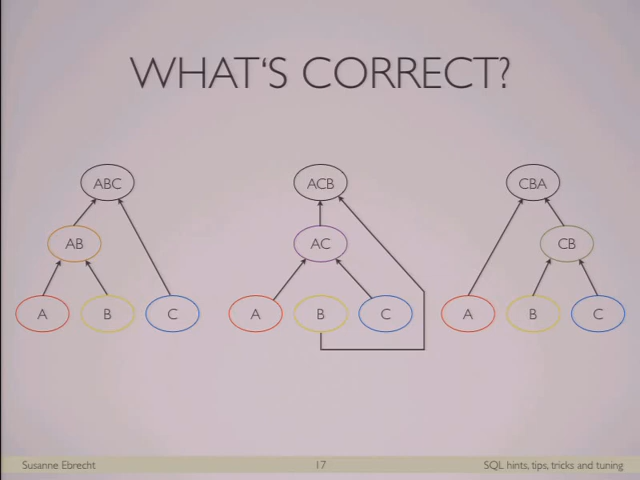 WHAT'S CORRECT?
ABC
ACB
CBA
AB
AC
CB
A
B
C
A
B
C
A
B
C
Susanne Ebrecht
17
SQL hints, tips, tricks and tuning